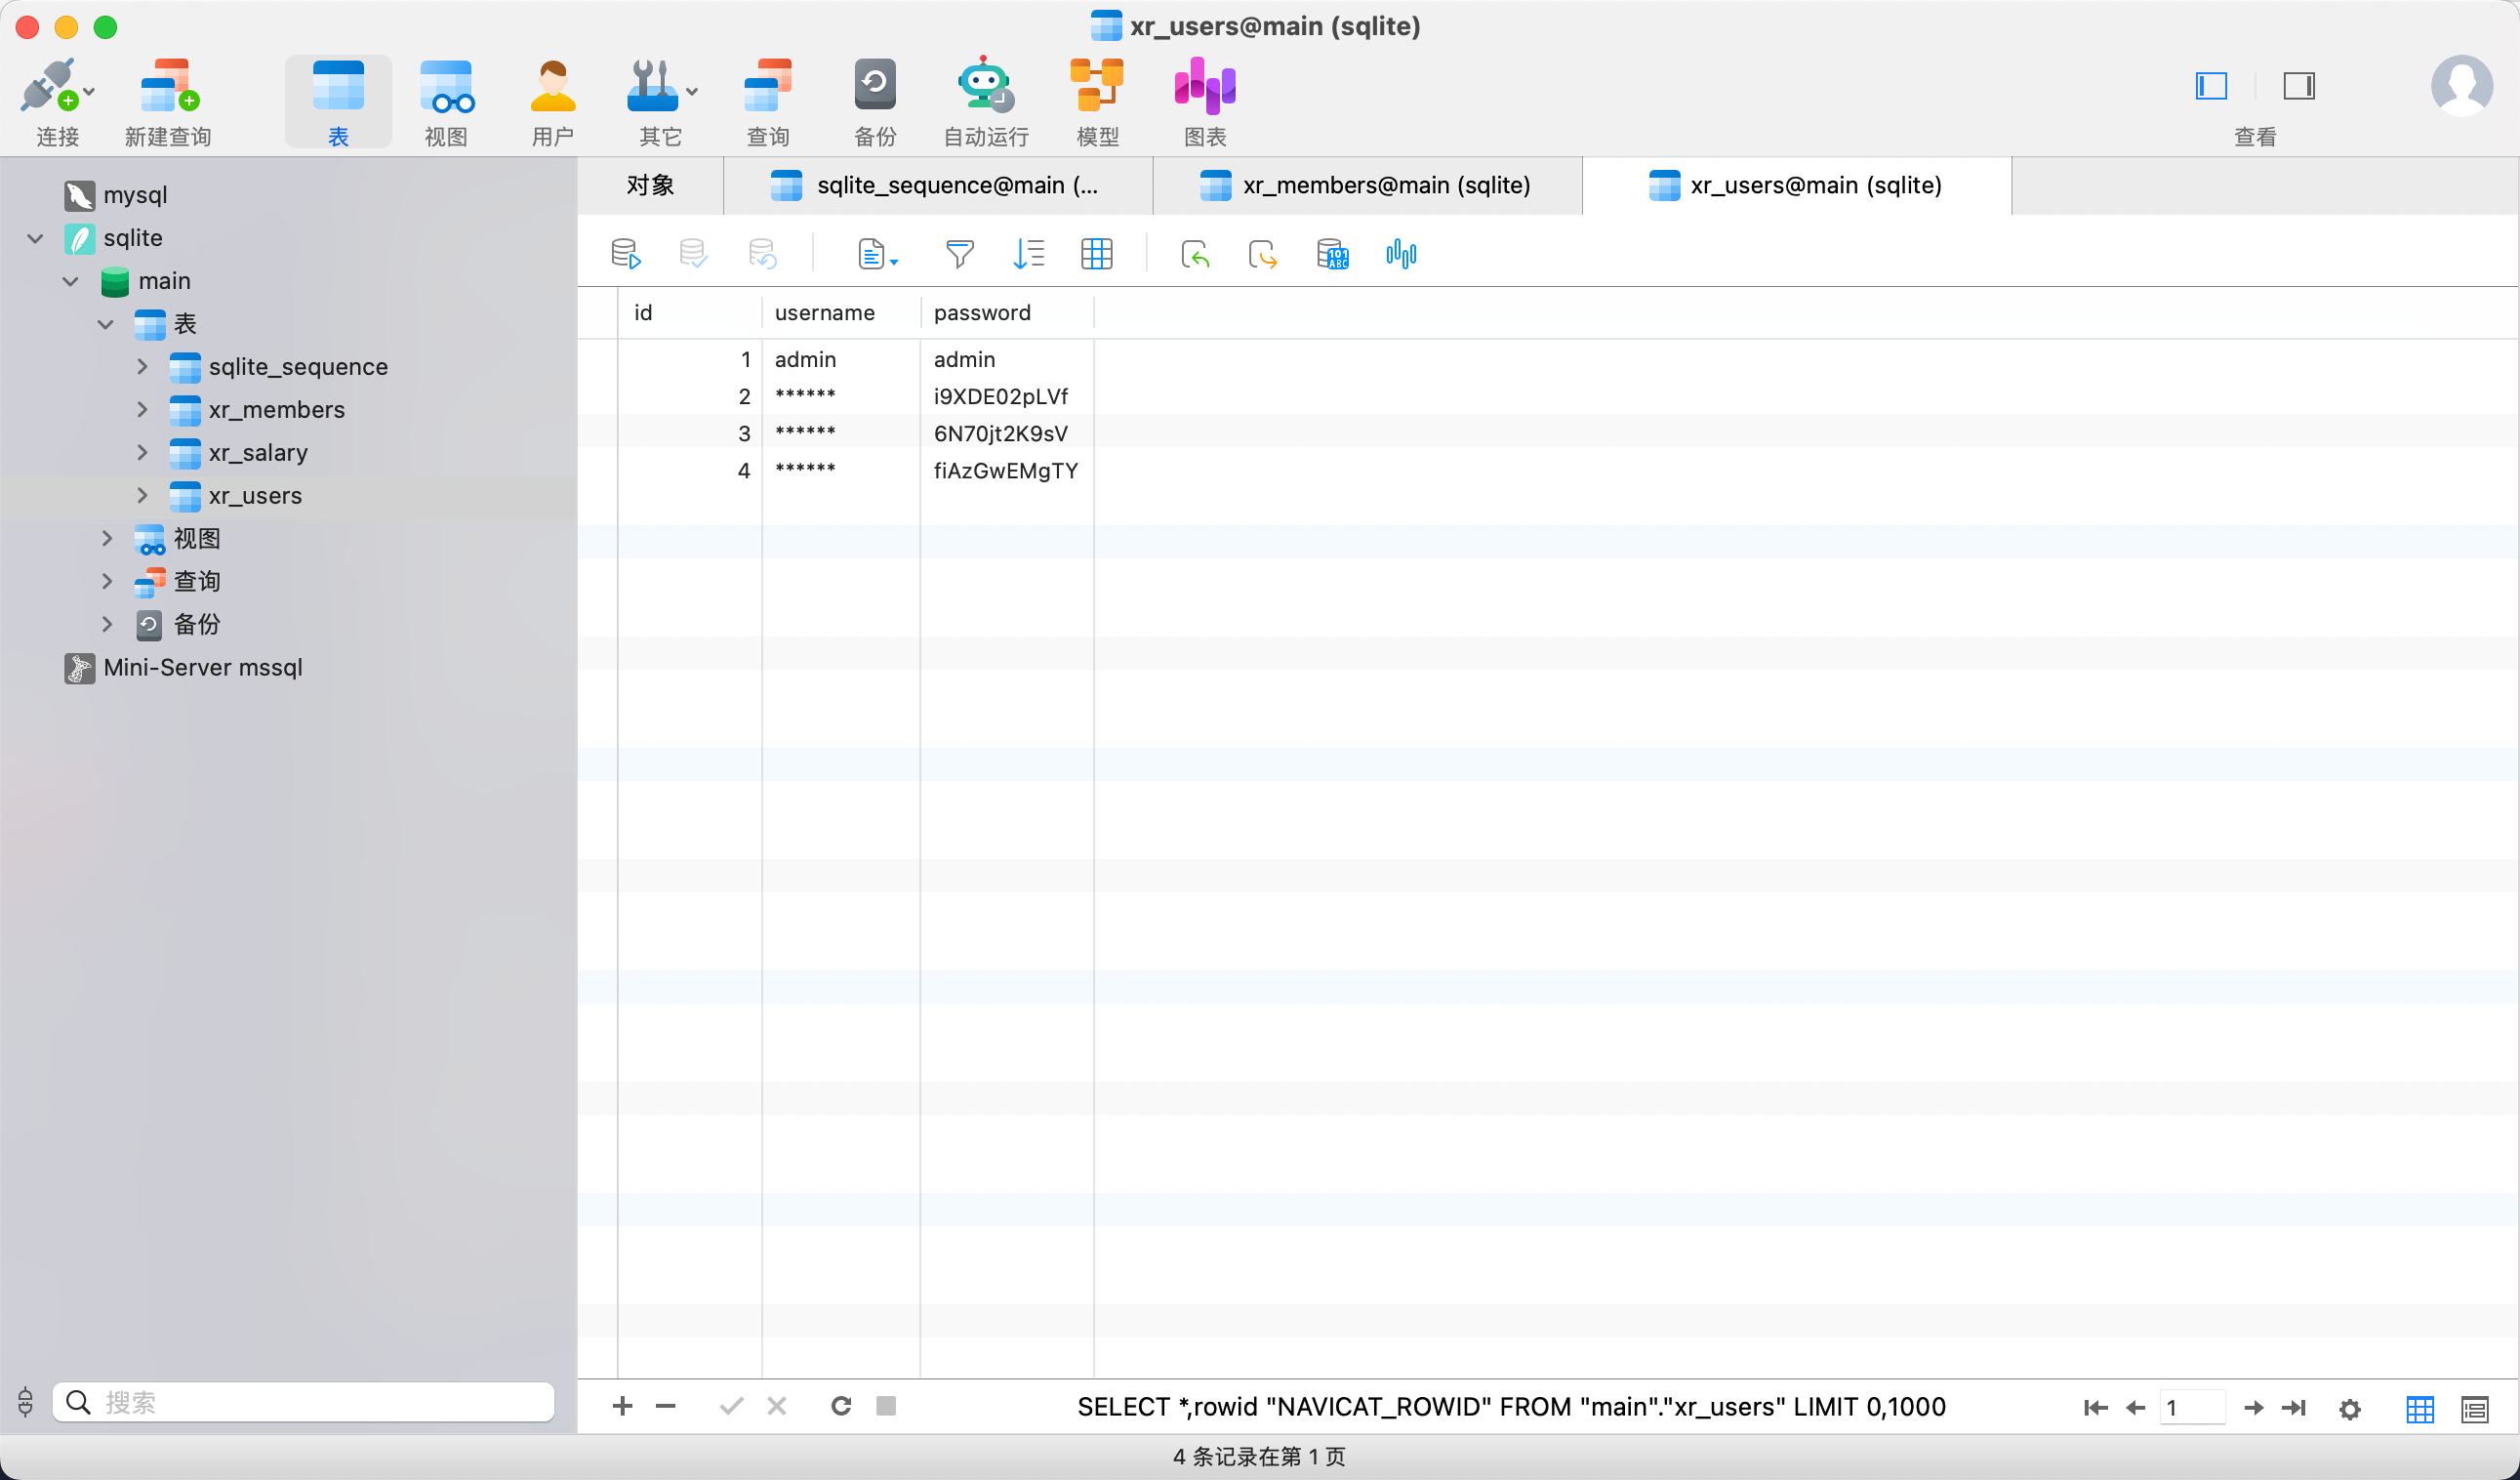 xr_users@main (sqlite)
连接
新建查询
表
视图
用户
其它
查询
备份
自动运行
模型
图表
查看
mysql
sqlite
main
表
sqlite_sequence
xr_members
xr_salary
xr_users
视图
查询
备份
Mini-Server mssql
搜索
对象
sqlite_sequence@main (...
xr_members@main (sqlite)
xr_users@main (sqlite)
101
ABC
id username password
1 admin admin
2 ****** i9XDE02pLVf
3 ****** 6N70jt2K9sV
4 ****** fiAzGwEMgTY
SELECT *,rowid "NAVICAT_ROWID" FROM "main"."xr_users" LIMIT 0,1000
1
4 条记录在第 1 页